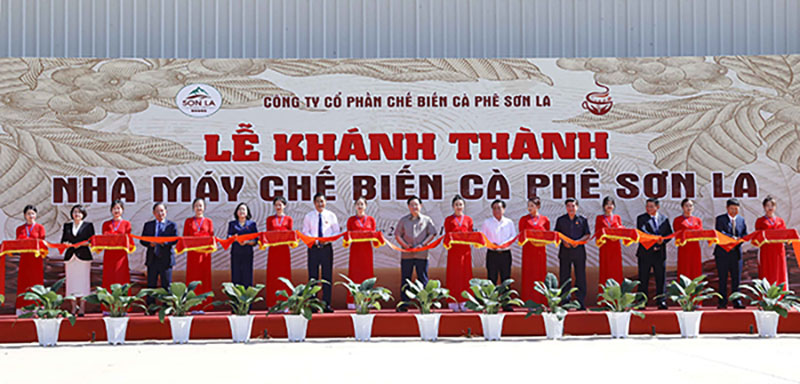 SƠN LA
CÔNG TY CỔ PHẦN CHẾ BIẾN CÀ PHÊ SƠN LA
LỄ KHÁNH THÀNH
NHÀ MÁY CHẾ BIẾN CÀ PHÊ SƠN LA